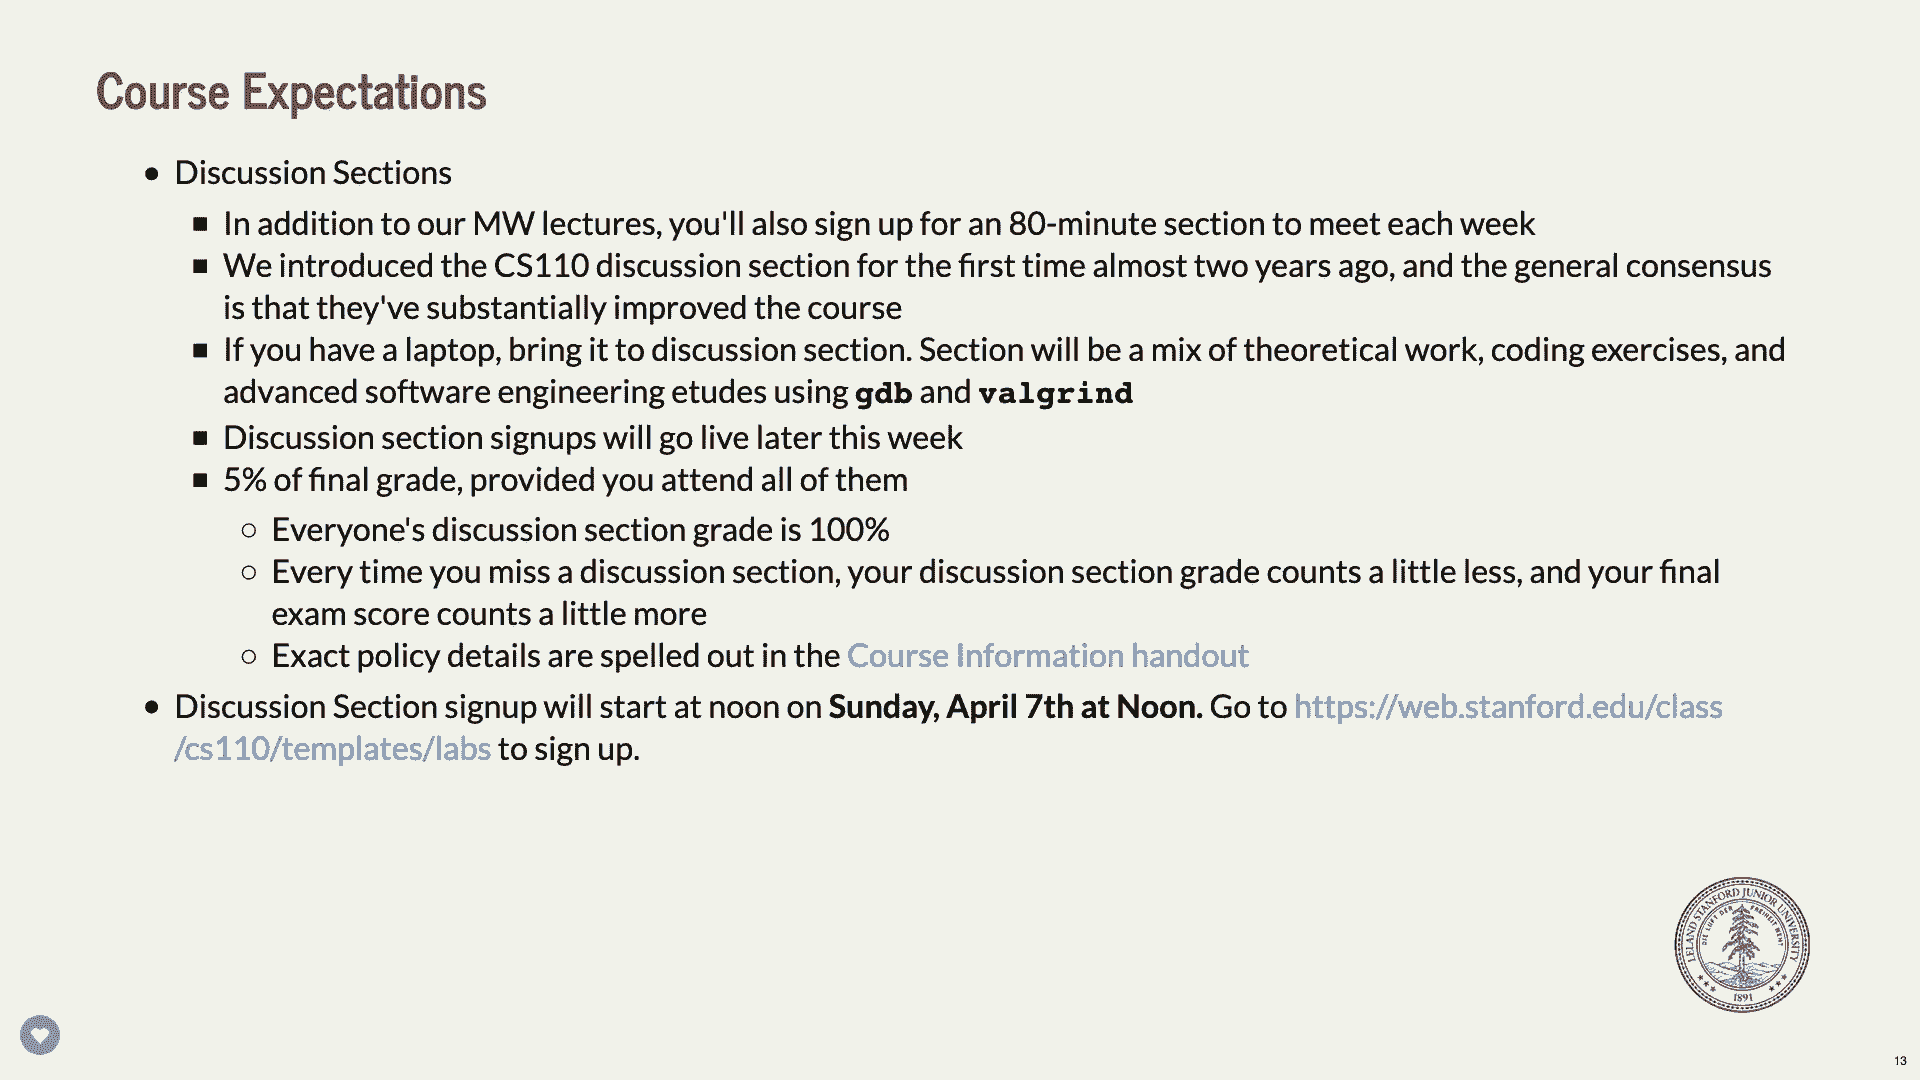 Course Expectations
• Discussion Sections
▪ In addition to our MW lectures, you'll also sign up for an 80-minute section to meet each week
▪ We introduced the CS110 discussion section for the first time almost two years ago, and the general consensus
is that they've substantially improved the course
▪ If you have a laptop, bring it to discussion section. Section will be a mix of theoretical work, coding exercises, and
advanced software engineering etudes using gdb and valgrind
▪ Discussion section signups will go live later this week
▪ 5% of final grade, provided you attend all of them
○ Everyone's discussion section grade is 100%
○ Every time you miss a discussion section, your discussion section grade counts a little less, and your final
exam score counts a little more
○ Exact policy details are spelled out in the Course Information handout
• Discussion Section signup will start at noon on Sunday, April 7th at Noon. Go to https://web.stanford.edu/class
/cs110/templates/labs to sign up.
LELAND STANFORD JUNIOR UNIVERSITY
DIE LUFT DER FREIHEIT WEHT
1891
13